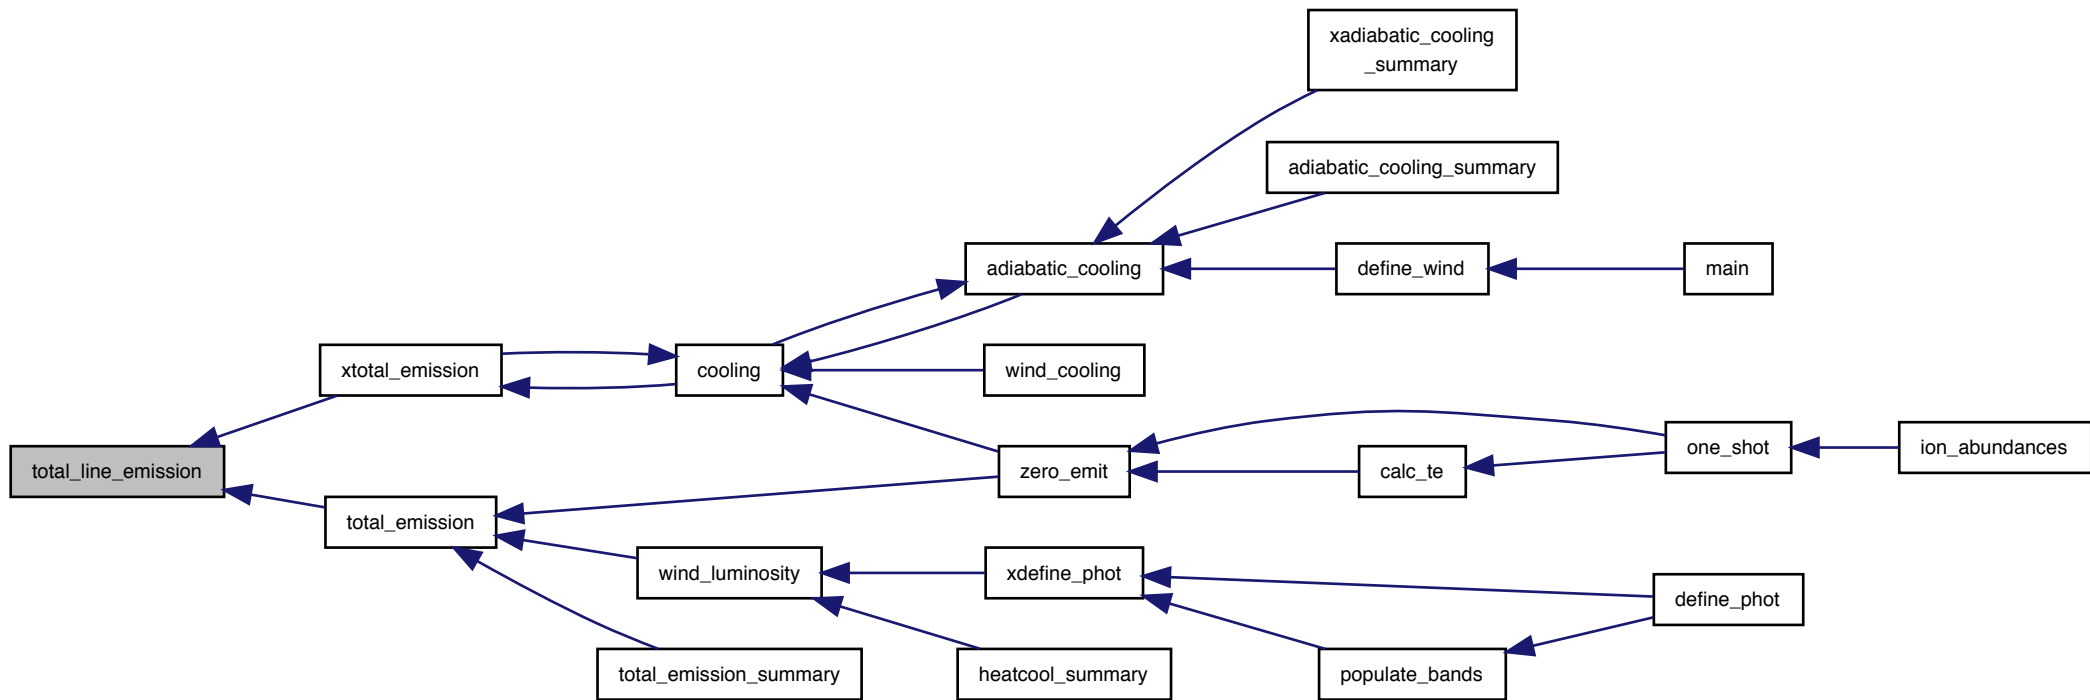 xadiabatic_cooling
_summary
adiabatic_cooling_summary
adiabatic_cooling
define_wind
main
xtotal_emission
cooling
wind_cooling
total_line_emission
zero_emit
calc_te
one_shot
ion_abundances
total_emission
wind_luminosity
xdefine_phot
define_phot
total_emission_summary
heatcool_summary
populate_bands